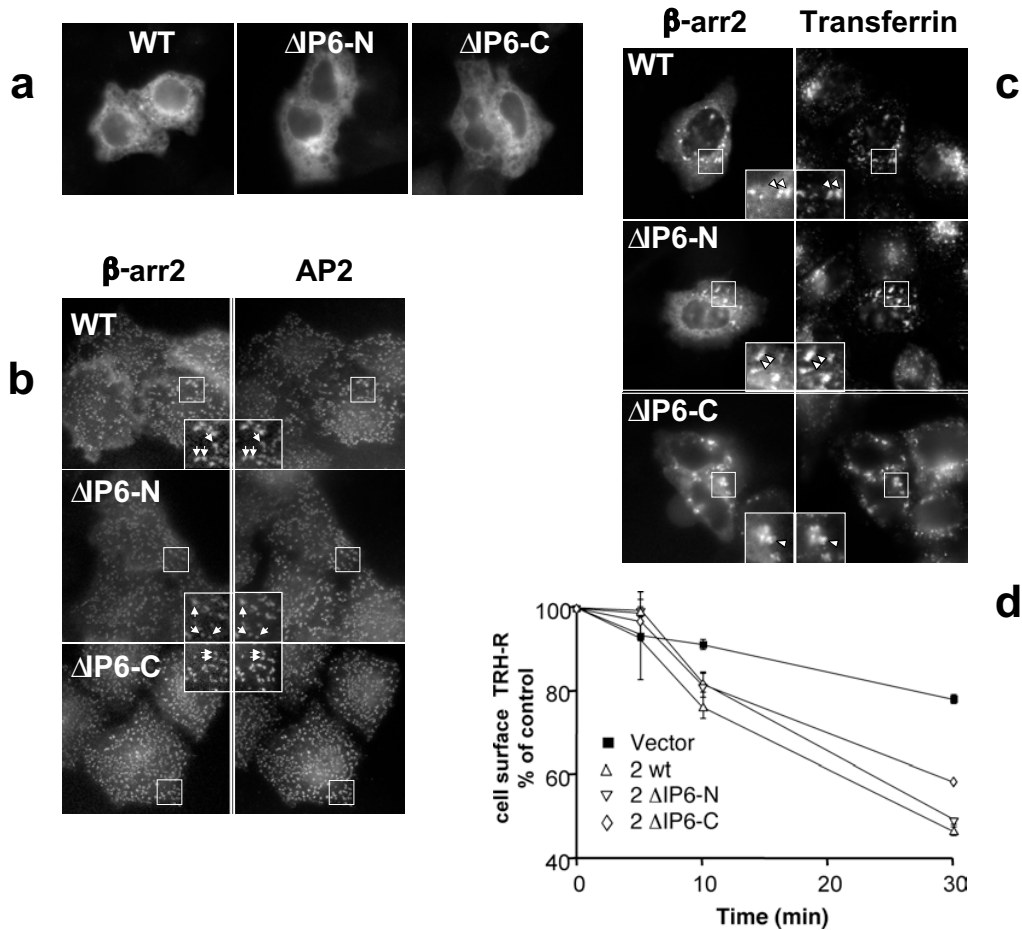 a
WT
ΔIP6-N
ΔIP6-C
b
β-arr2
AP2
WT
ΔIP6-N
ΔIP6-C
c
β-arr2
Transferrin
WT
ΔIP6-N
ΔIP6-C
d
cell surface TRH-R
% of control
100
80
60
40
Vector
2 wt
2 ΔIP6-N
2 ΔIP6-C
0
10
20
30
Time (min)